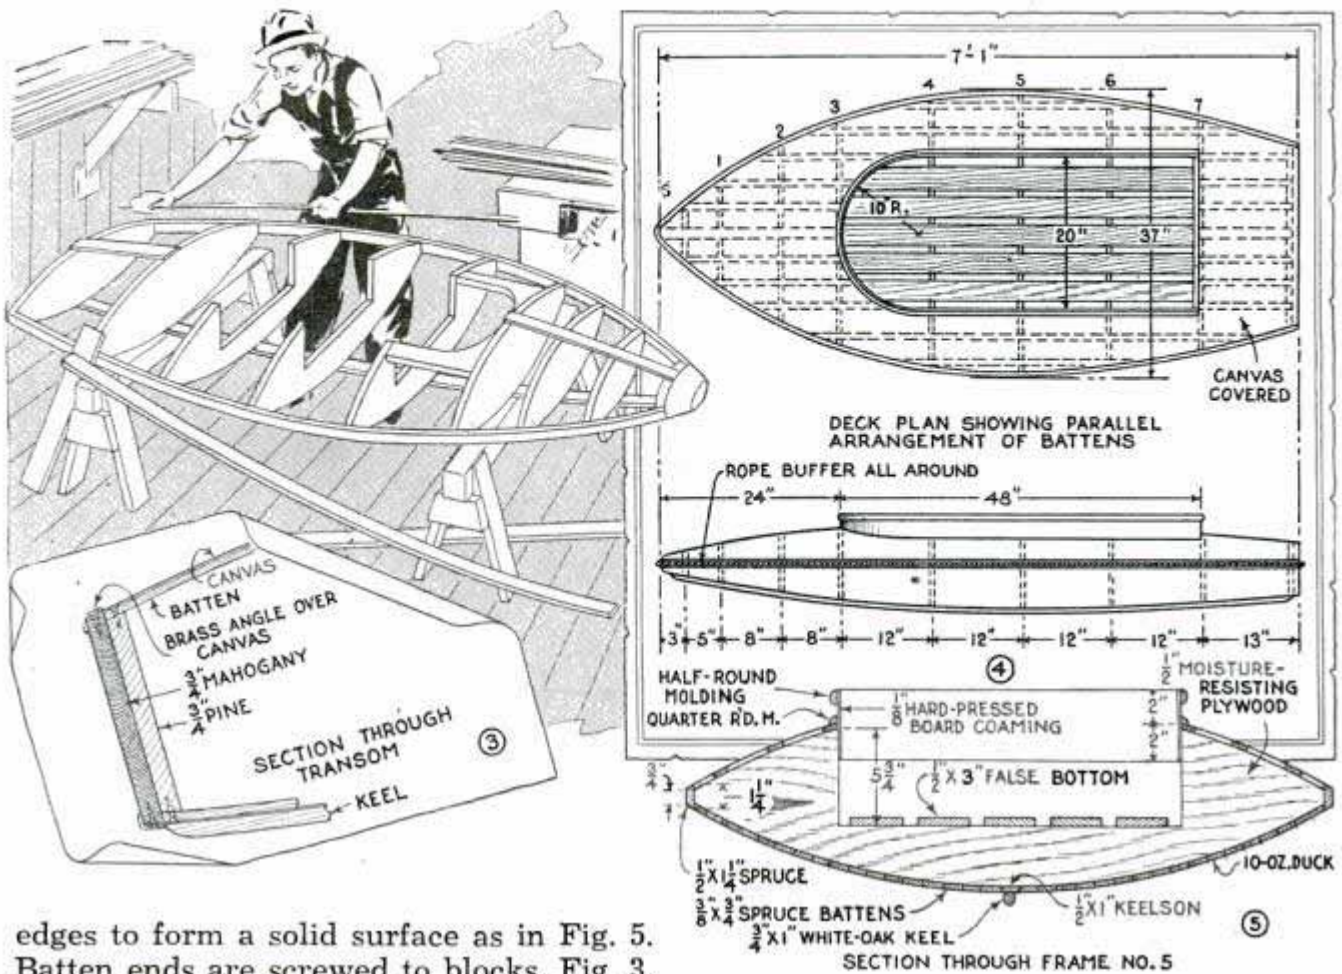 7'-1"
S
1
2
3
4
5
6
7
10"R.
20"
37"
CANVAS
COVERED
DECK PLAN SHOWING PARALLEL
ARRANGEMENT OF BATTENS
ROPE BUFFER ALL AROUND
24"
48"
3"
5"
8"
8"
12"
12"
12"
12"
13"
4
CANVAS
BATTEN
BRASS ANGLE OVER
CANVAS
3/4" MAHOGANY
3/4" PINE
SECTION THROUGH
TRANSOM
3
KEEL
HALF-ROUND
MOLDING
QUARTER R'D. M.
1/8" HARD-PRESSED
BOARD COAMING
1/2" MOISTURE-
RESISTING
PLYWOOD
2"
2 1/2"
5 3/4"
1/2" X 3" FALSE BOTTOM
3/4"
1 1/4"
1/2" X 1 1/4" SPRUCE
3/8" X 3/4" SPRUCE BATTENS
3/4" X 1" WHITE-OAK KEEL
1/2" X 1" KEELSON
10-OZ. DUCK
5
SECTION THROUGH FRAME NO. 5
edges to form a solid surface as in Fig. 5.
Batten ends are screwed to blocks, Fig. 3,